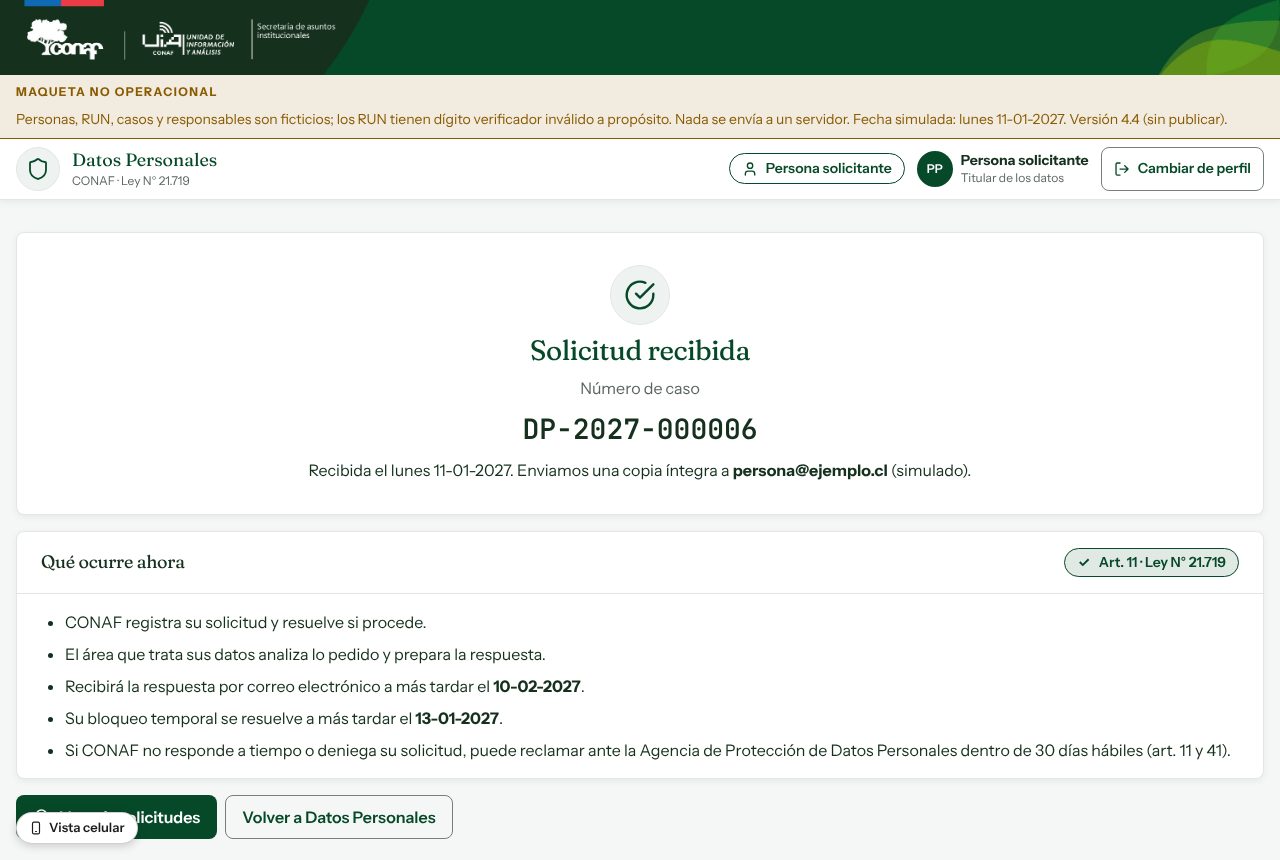 CONAF
UIA
CONAF
UNIDAD DE
INFORMACIÓN
Y ANÁLISIS
Secretaría de asuntos
institucionales
MAQUETA NO OPERACIONAL
Personas, RUN, casos y responsables son ficticios; los RUN tienen dígito verificador inválido a propósito. Nada se envía a un servidor. Fecha simulada: lunes 11-01-2027. Versión 4.4 (sin publicar).
Datos Personales
CONAF · Ley N° 21.719
Persona solicitante
PP
Persona solicitante
Titular de los datos
Cambiar de perfil
Solicitud recibida
Número de caso
DP-2027-000006
Recibida el lunes 11-01-2027. Enviamos una copia íntegra a persona@ejemplo.cl (simulado).
Qué ocurre ahora
Art. 11 · Ley N° 21.719
• CONAF registra su solicitud y resuelve si procede.
• El área que trata sus datos analiza lo pedido y prepara la respuesta.
• Recibirá la respuesta por correo electrónico a más tardar el 10-02-2027.
• Su bloqueo temporal se resuelve a más tardar el 13-01-2027.
• Si CONAF no responde a tiempo o deniega su solicitud, puede reclamar ante la Agencia de Protección de Datos Personales dentro de 30 días hábiles (art. 11 y 41).
Volver a Datos Personales
Vista celular